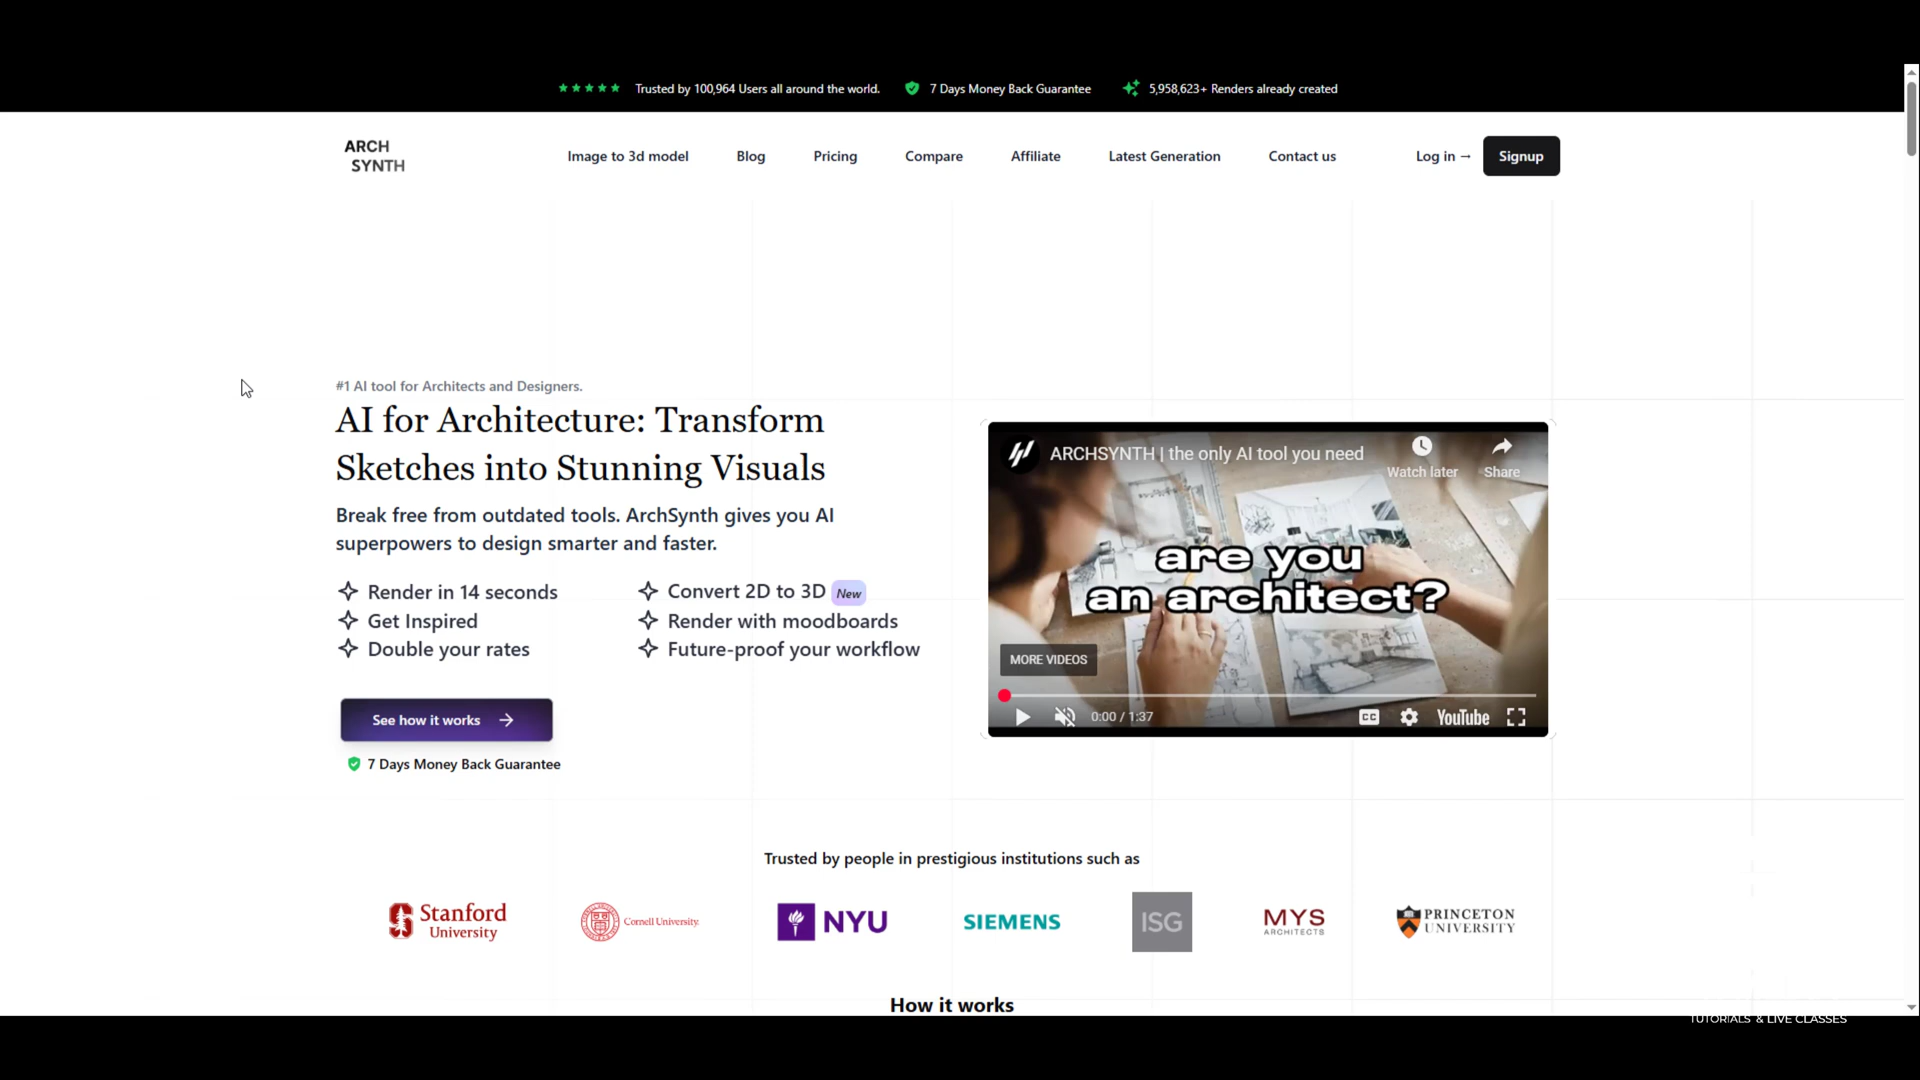 Trusted by 100,964 Users all around the world. 7 Days Money Back Guarantee 5,958,623+ Renders already created
ARCH
SYNTH
Image to 3d model Blog Pricing Compare Affiliate Latest Generation Contact us Log in → Signup
#1 AI tool for Architects and Designers.
AI for Architecture: Transform
Sketches into Stunning Visuals
Break free from outdated tools. ArchSynth gives you AI
superpowers to design smarter and faster.
Render in 14 seconds
Get Inspired
Double your rates
Convert 2D to 3D New
Render with moodboards
Future-proof your workflow
See how it works
7 Days Money Back Guarantee
ARCHSYNTH | the only AI tool you need
Watch later
Share
are you
an architect?
MORE VIDEOS
0:00 / 1:37
CC
YouTube
Trusted by people in prestigious institutions such as
Stanford
University
Cornell University
NYU
SIEMENS
ISG
MYS
ARCHITECTS
PRINCETON
UNIVERSITY
How it works
TUTORIALS & LIVE CLASSES